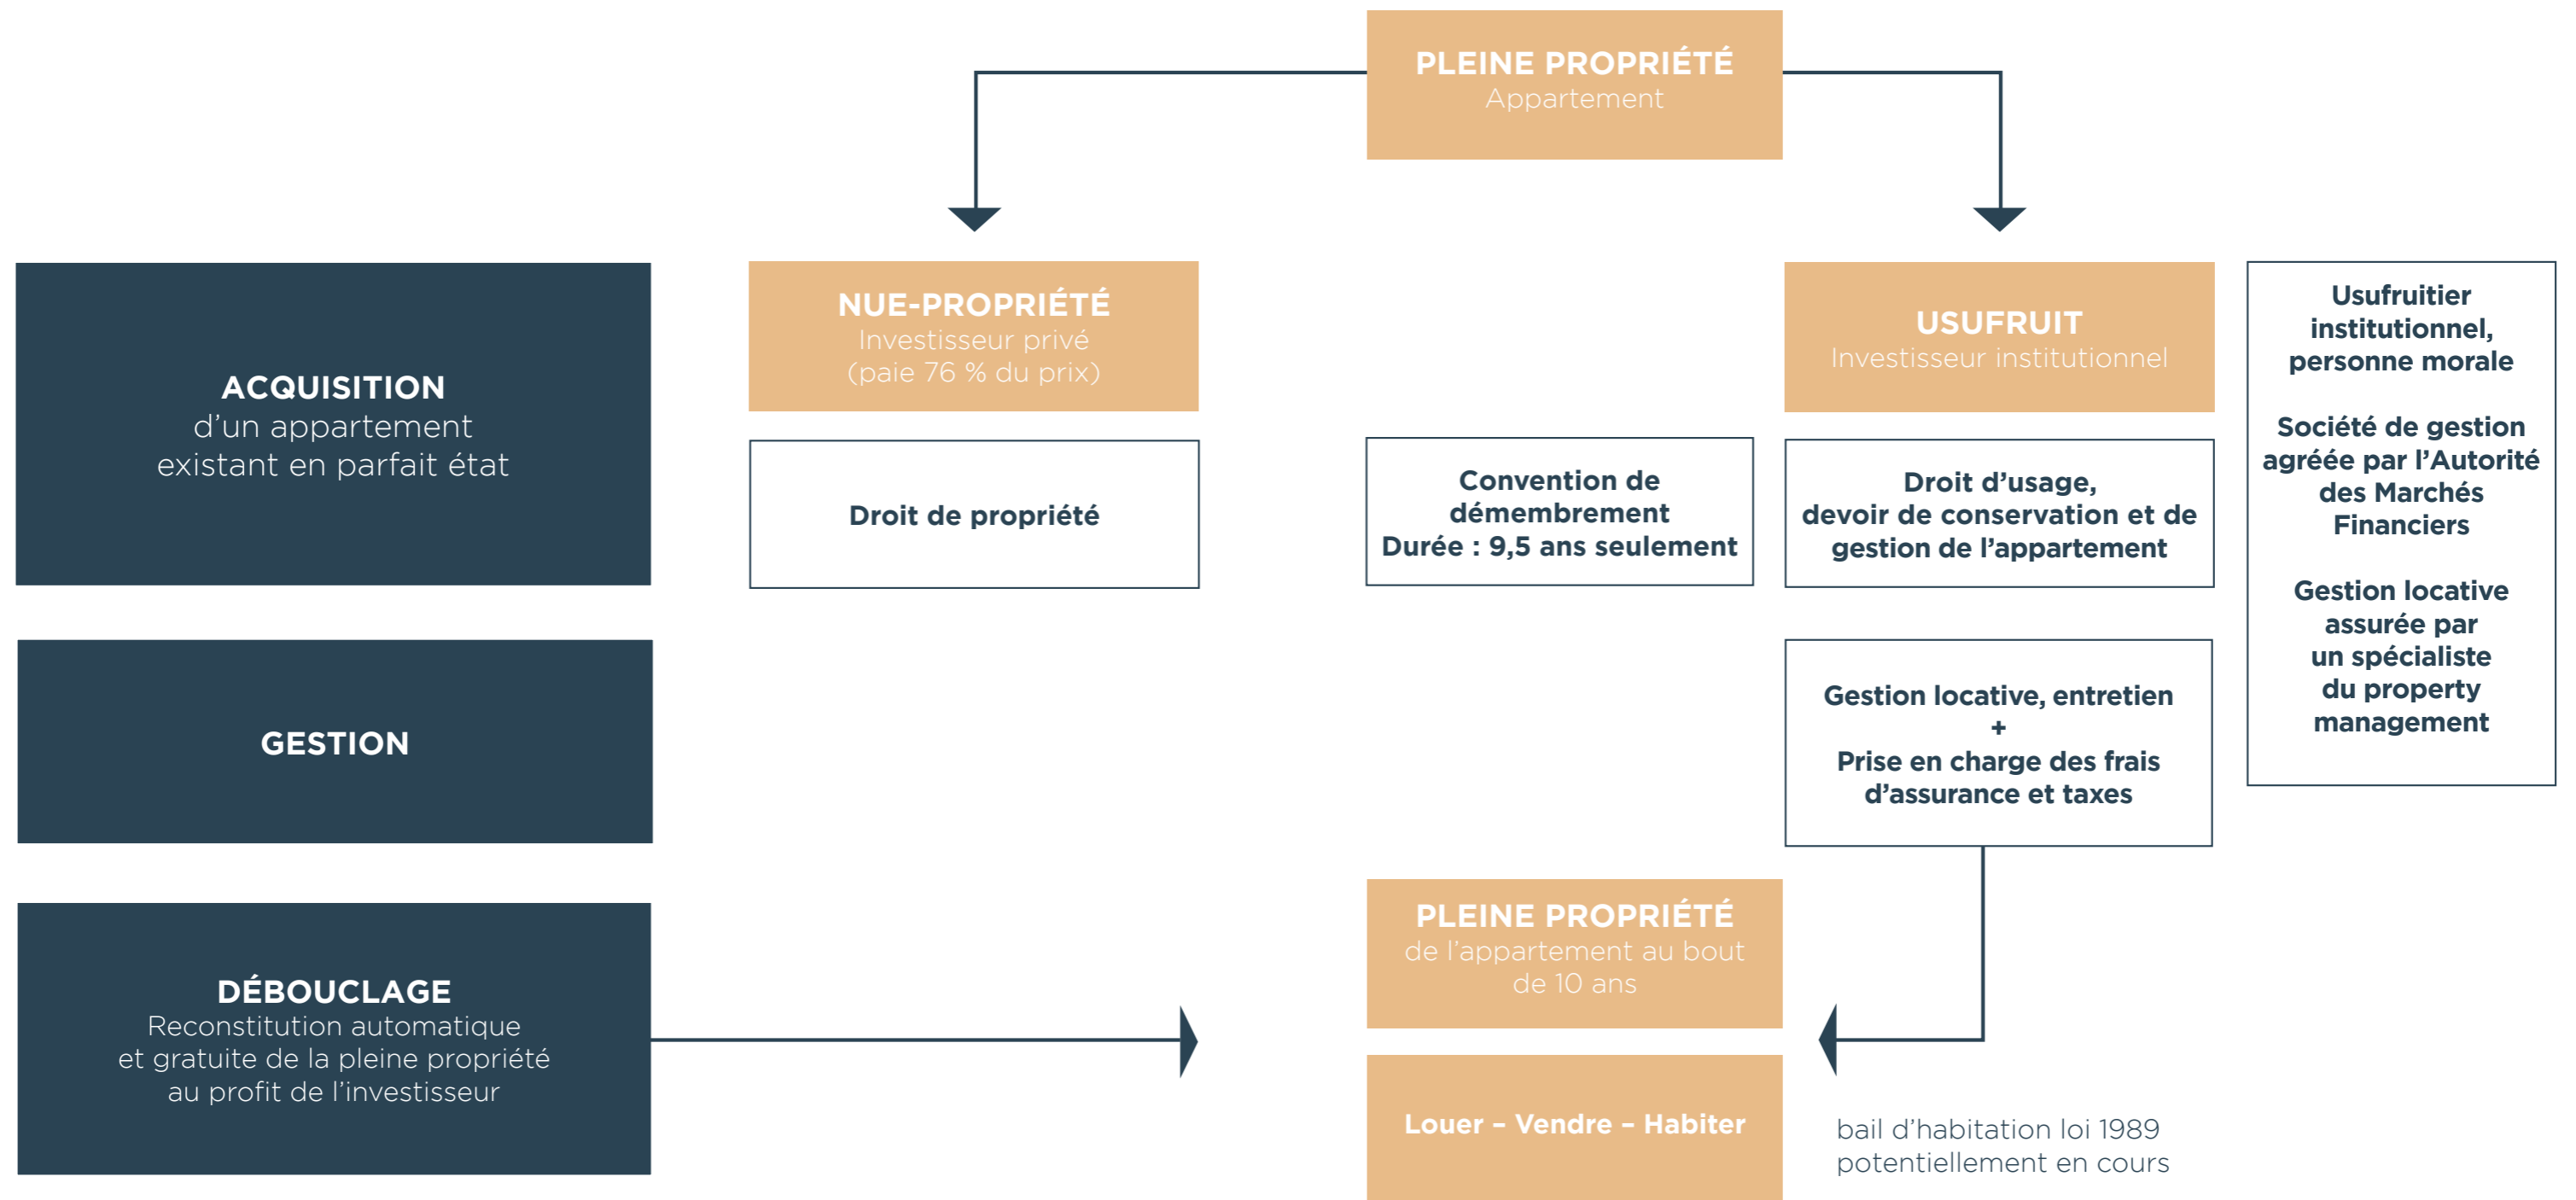 PLEINE PROPRIÉTÉ
Appartement
ACQUISITION
d’un appartement
existant en parfait état
NUE-PROPRIÉTÉ
Investisseur privé
(paie 76 % du prix)
Droit de propriété
Convention de
démembrement
Durée : 9,5 ans seulement
USUFRUIT
Investisseur institutionnel
Droit d’usage,
devoir de conservation et de
gestion de l’appartement
Usufruitier
institutionnel,
personne morale
Société de gestion
agréée par l’Autorité
des Marchés
Financiers
Gestion locative
assurée par
un spécialiste
du property
management
GESTION
Gestion locative, entretien
+
Prise en charge des frais
d’assurance et taxes
DÉBOUCLAGE
Reconstitution automatique
et gratuite de la pleine propriété
au profit de l’investisseur
PLEINE PROPRIÉTÉ
de l’appartement au bout
de 10 ans
Louer – Vendre – Habiter
bail d’habitation loi 1989
potentiellement en cours